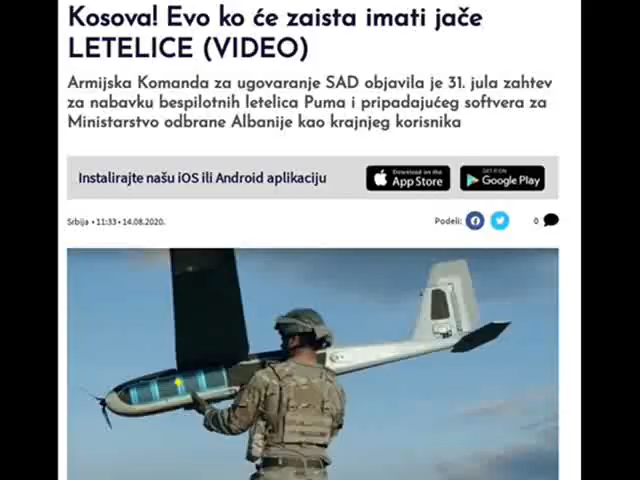 Kosova! Evo ko će zaista imati jače
LETELICE (VIDEO)
Armijska Komanda za ugovaranje SAD objavila je 31. jula zahtev
za nabavku bespilotnih letelica Puma i pripadajućeg softvera za
Ministarstvo odbrane Albanije kao krajnjeg korisnika
Instalirajte našu iOS ili Android aplikaciju
Download on the
App Store
GET IT ON
Google Play
Srbija • 11:33 • 14.08.2020.
Podeli:
0